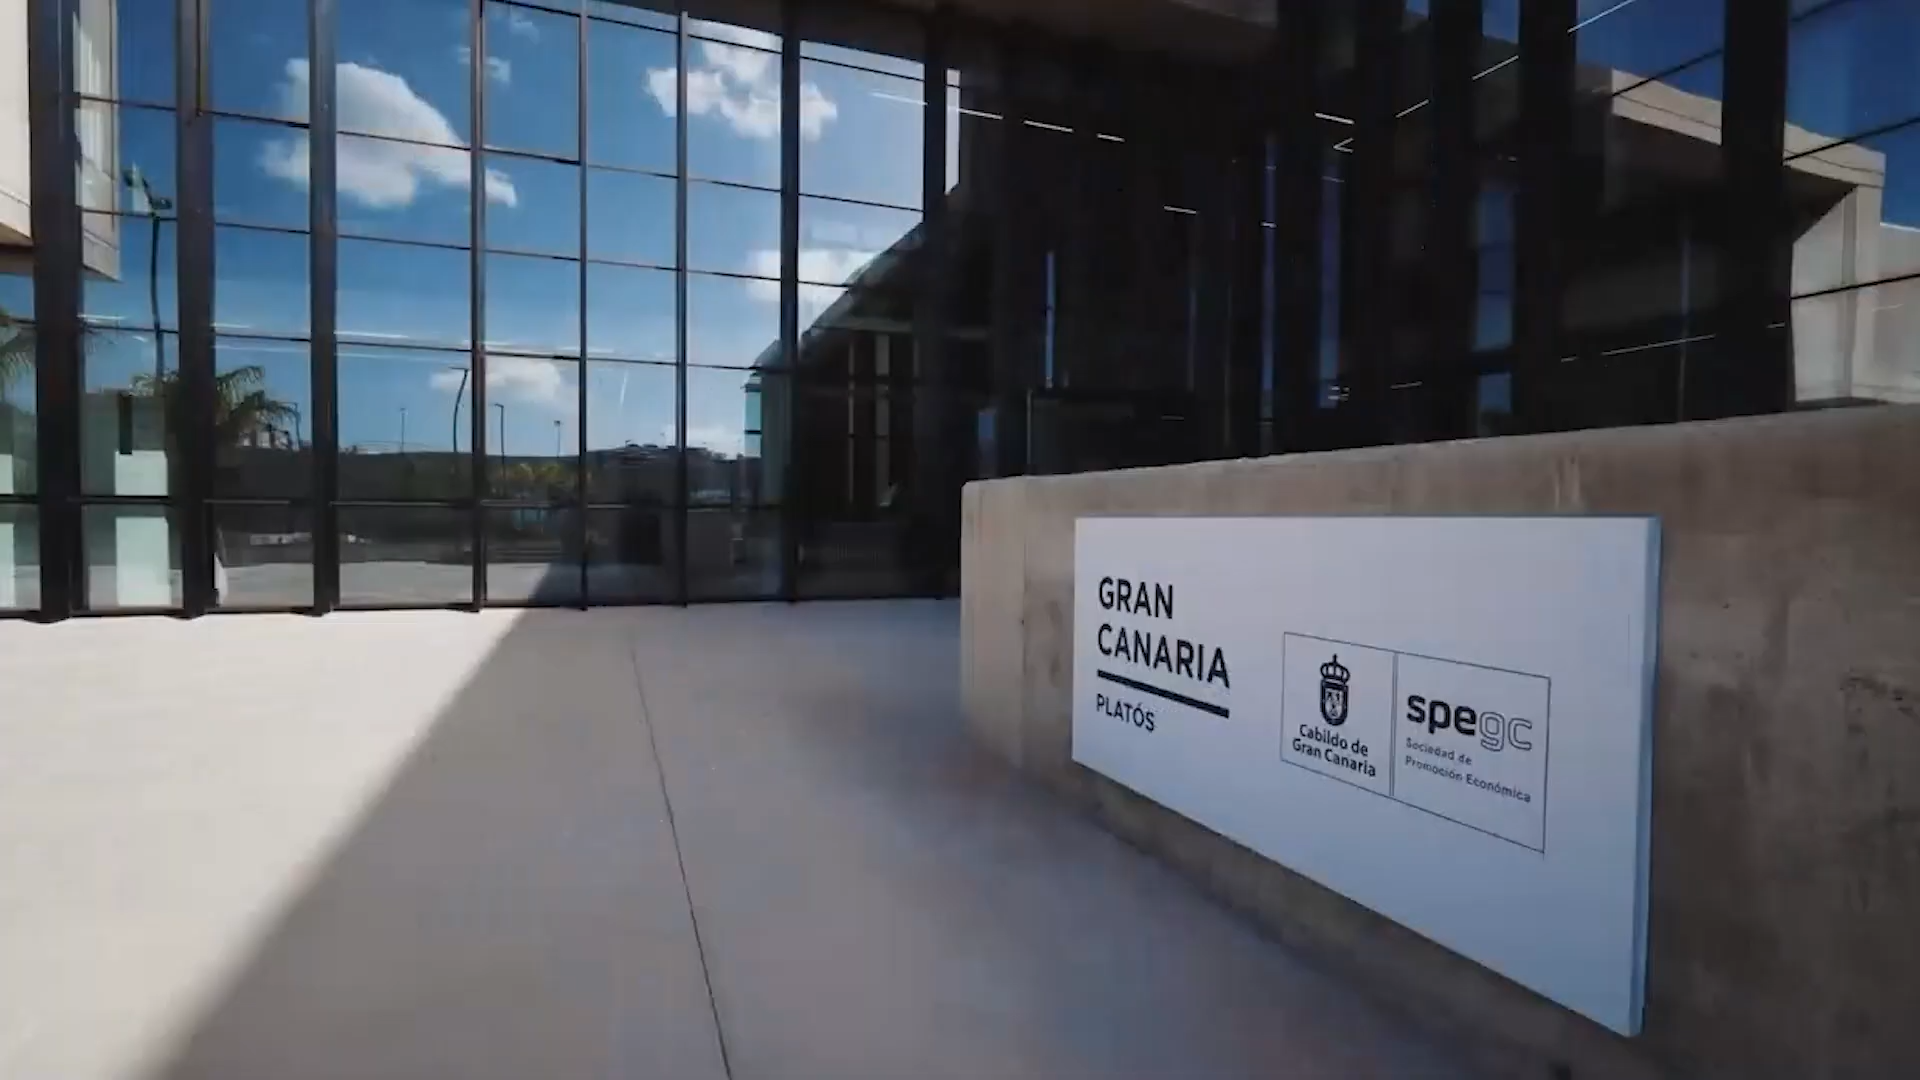 GRAN
CANARIA
PLATÓS
Cabildo de
Gran Canaria
spegc
Sociedad de
Promoción Económica